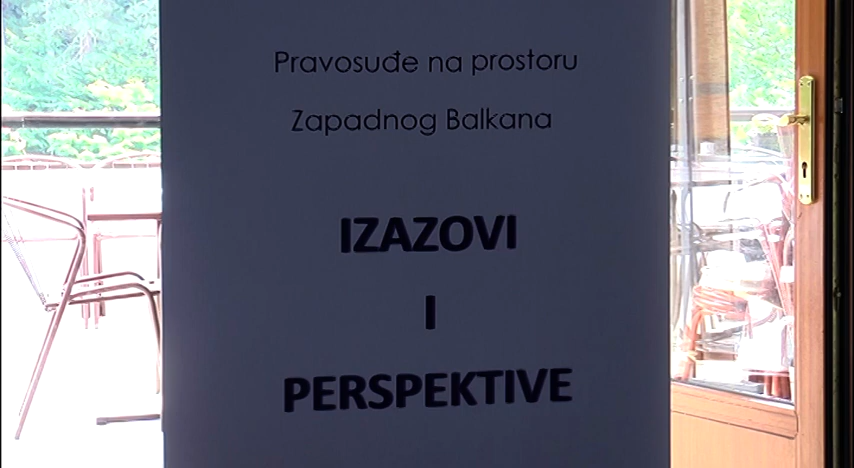 Pravosuđe na prostoru
Zapadnog Balkana
IZAZOVI
I
PERSPEKTIVE